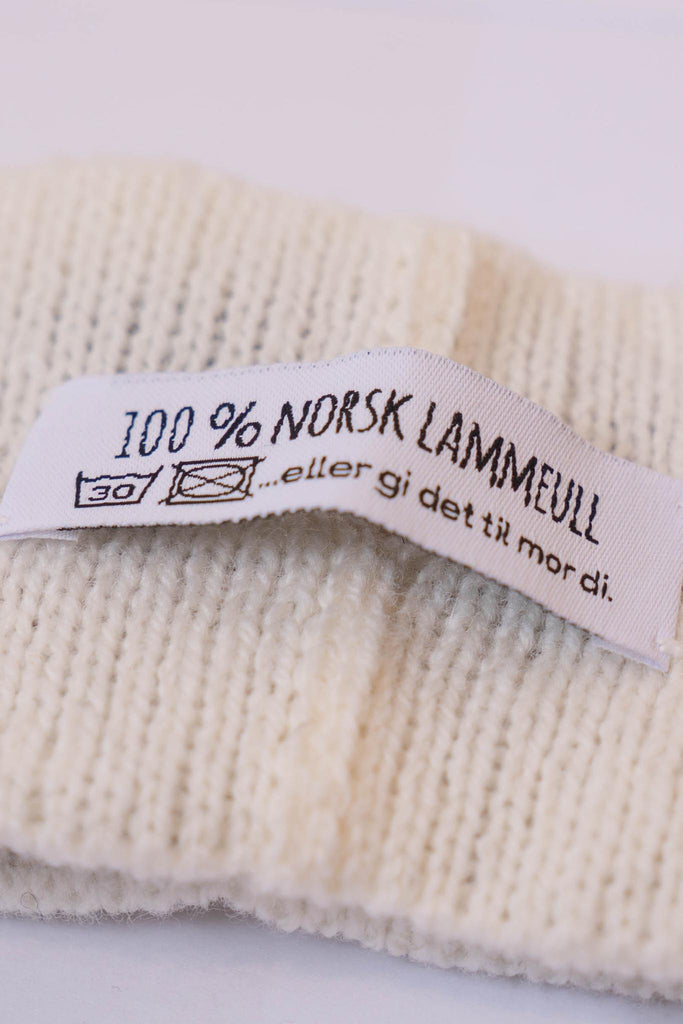 100 % NORSK LAMMEULL
30 ...eller gi det til mor di.